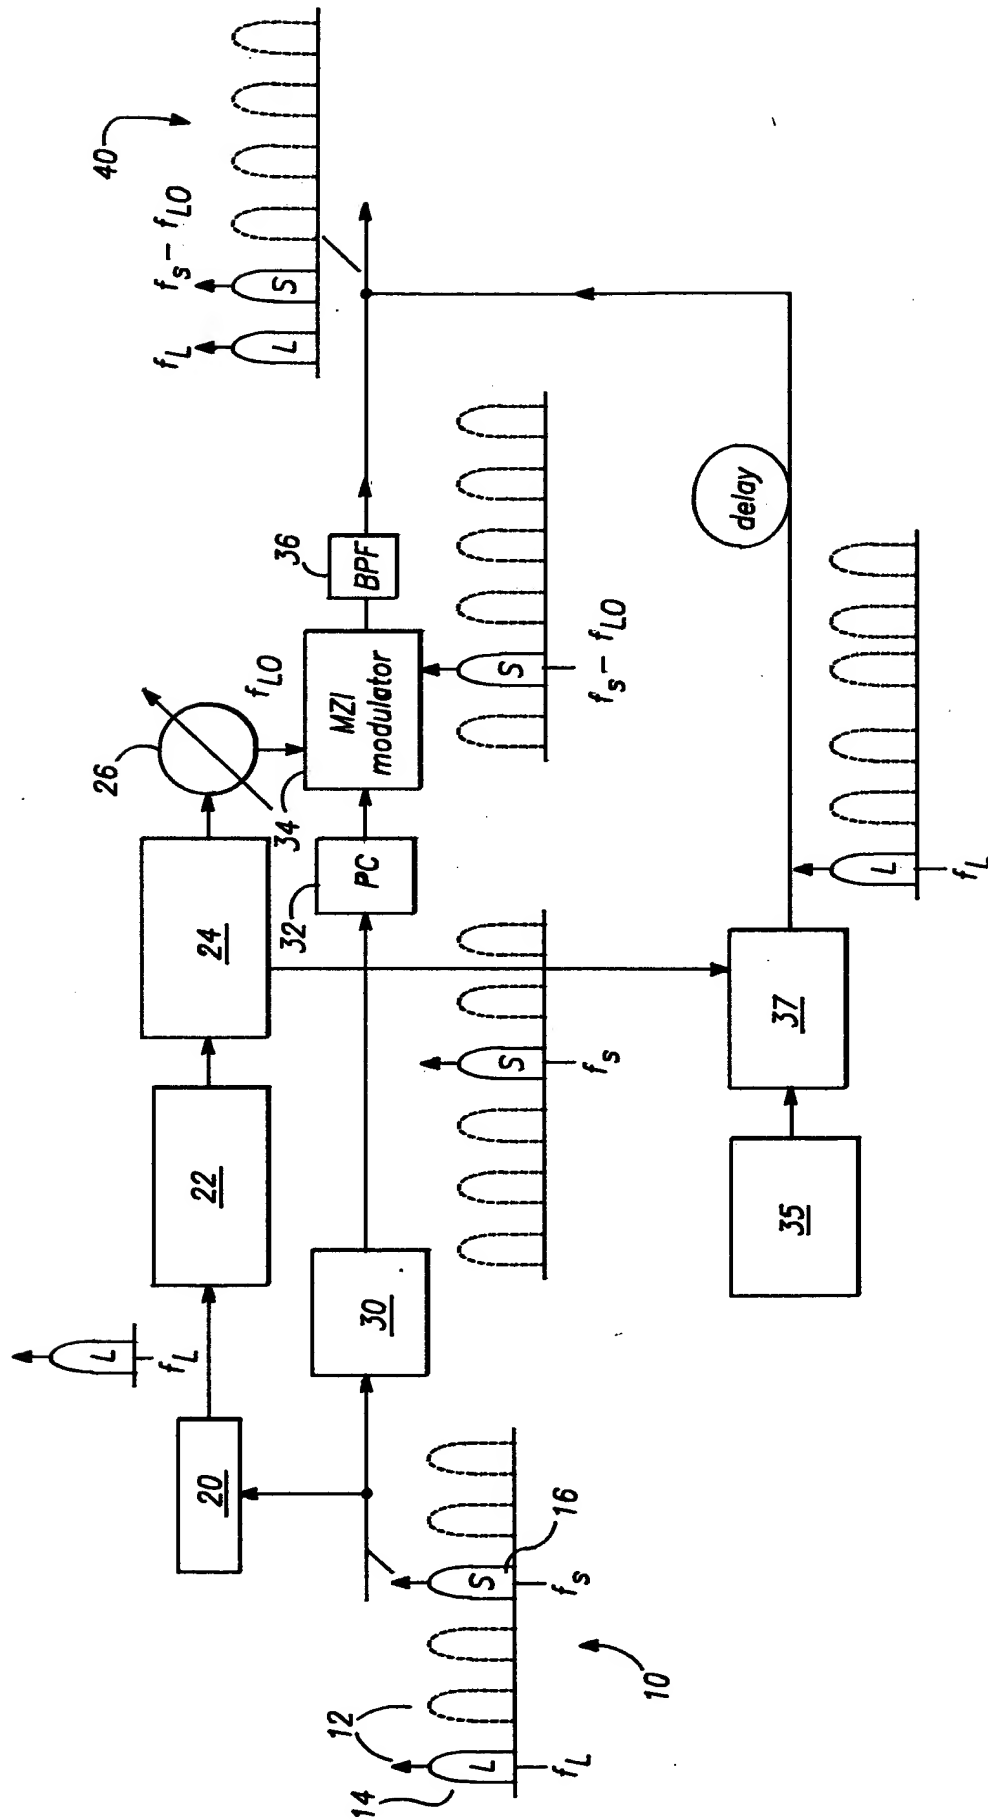 40
f_L
L
f_S – f_LO
S
f_L
L
20
22
24
26
f_LO
30
32
PC
34
MZI
modulator
36
BPF
S
f_S
S
f_S – f_LO
14
12
L
f_L
S
16
f_S
10
35
37
delay
L
f_L